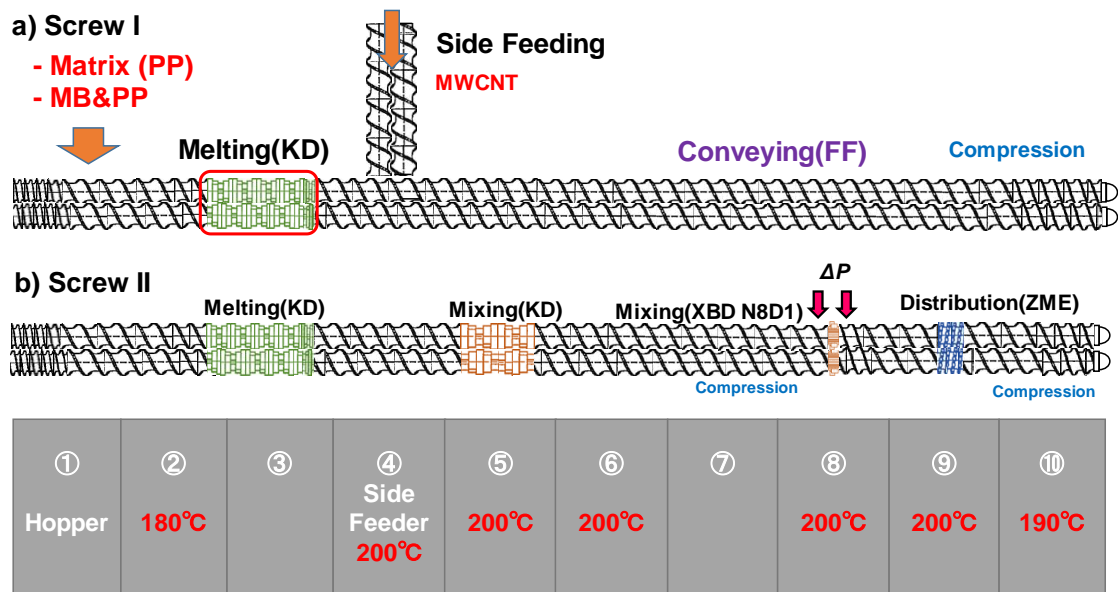 a) Screw I
- Matrix (PP)
- MB&PP
Side Feeding
MWCNT
Melting(KD)
Conveying(FF)
Compression
b) Screw II
Melting(KD)
Mixing(KD)
Mixing(XBD N8D1)
ΔP
Distribution(ZME)
Compression
Compression
① ② ③ ④ ⑤ ⑥ ⑦ ⑧ ⑨ ⑩
Hopper
180℃
Side
Feeder
200℃
200℃
200℃
200℃
200℃
190℃